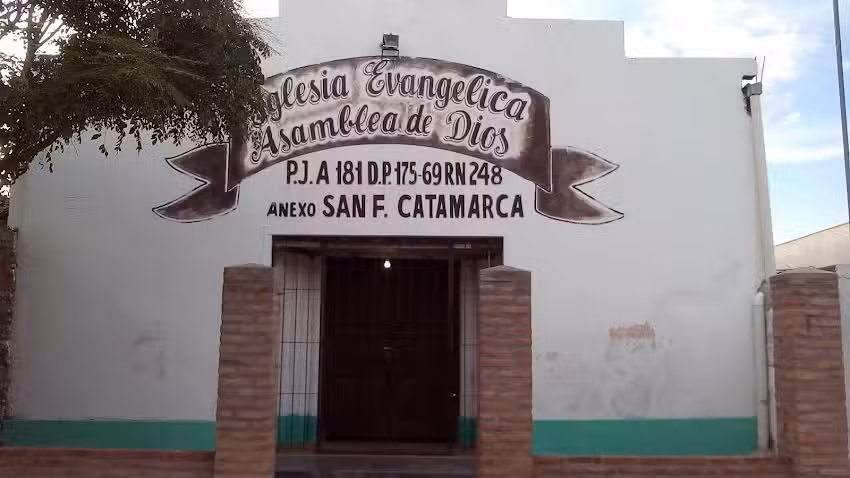 Iglesia Evangelica
Asamblea de Dios
P.J. A 181 D.P. 175-69 RN 248
ANEXO SAN F. CATAMARCA